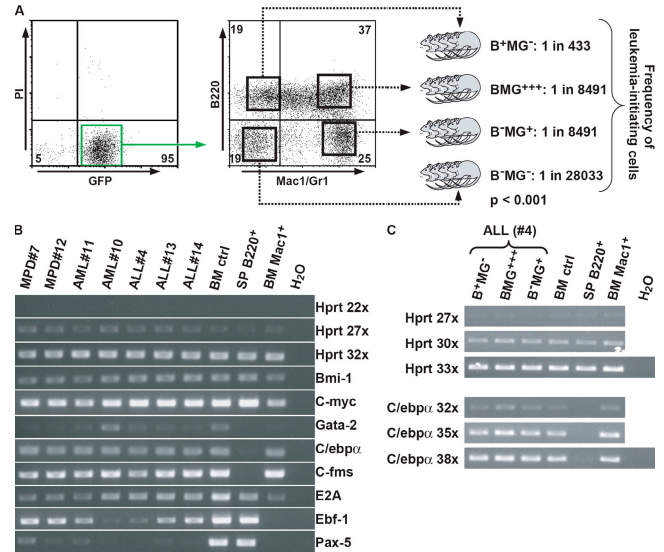 A
PI
GFP
5
95
B220
Mac1/Gr1
19
37
19
25
B⁺MG⁻: 1 in 433
BMG⁺⁺⁺: 1 in 8491
B⁻MG⁺: 1 in 8491
B⁻MG⁻: 1 in 28033
p < 0.001
Frequency of
leukemia-initiating cells
B
MPD#7
MPD#12
AML#11
AML#10
ALL#4
ALL#13
ALL#14
BM ctrl
SP B220⁺
BM Mac1⁺
H₂O
Hprt 22x
Hprt 27x
Hprt 32x
Bmi-1
C-myc
Gata-2
C/ebpα
C-fms
E2A
Ebf-1
Pax-5
C
ALL (#4)
B⁺MG⁻
BMG⁺⁺⁺
B⁻MG⁺
BM ctrl
SP B220⁺
BM Mac1⁺
H₂O
Hprt 27x
Hprt 30x
Hprt 33x
C/ebpα 32x
C/ebpα 35x
C/ebpα 38x